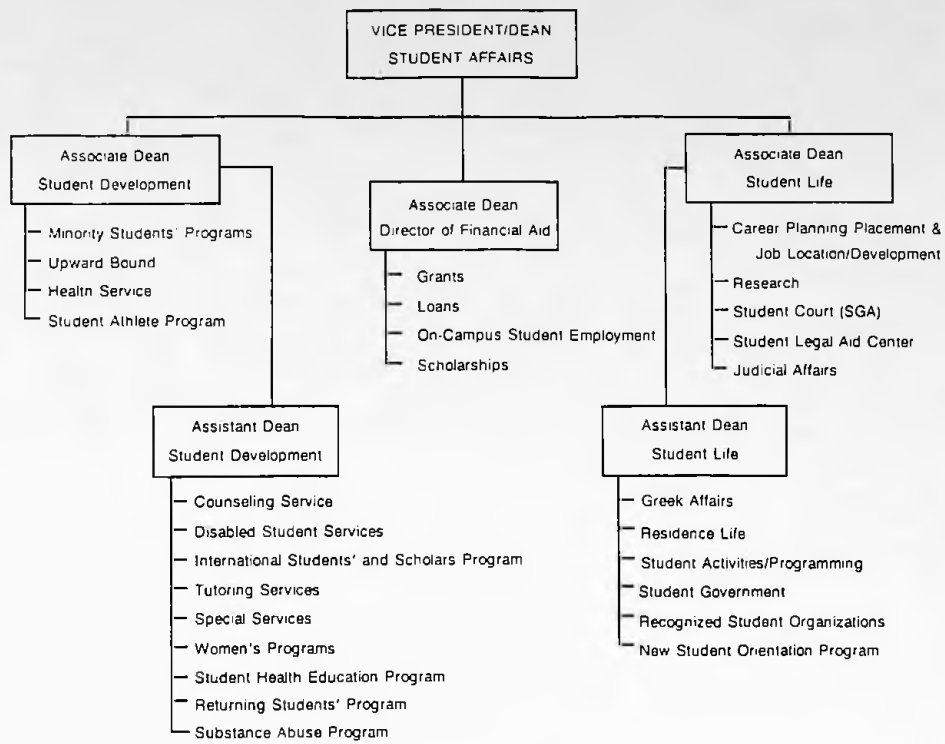 VICE PRESIDENT/DEAN
STUDENT AFFAIRS
Associate Dean
Student Development
Minority Students' Programs
Upward Bound
Health Service
Student Athlete Program
Associate Dean
Director of Financial Aid
Grants
Loans
On-Campus Student Employment
Scholarships
Associate Dean
Student Life
Career Planning Placement &
Job Location/Development
Research
Student Court (SGA)
Student Legal Aid Center
Judicial Affairs
Assistant Dean
Student Development
Counseling Service
Disabled Student Services
International Students' and Scholars Program
Tutoring Services
Special Services
Women's Programs
Student Health Education Program
Returning Students' Program
Substance Abuse Program
Assistant Dean
Student Life
Greek Affairs
Residence Life
Student Activities/Programming
Student Government
Recognized Student Organizations
New Student Orientation Program